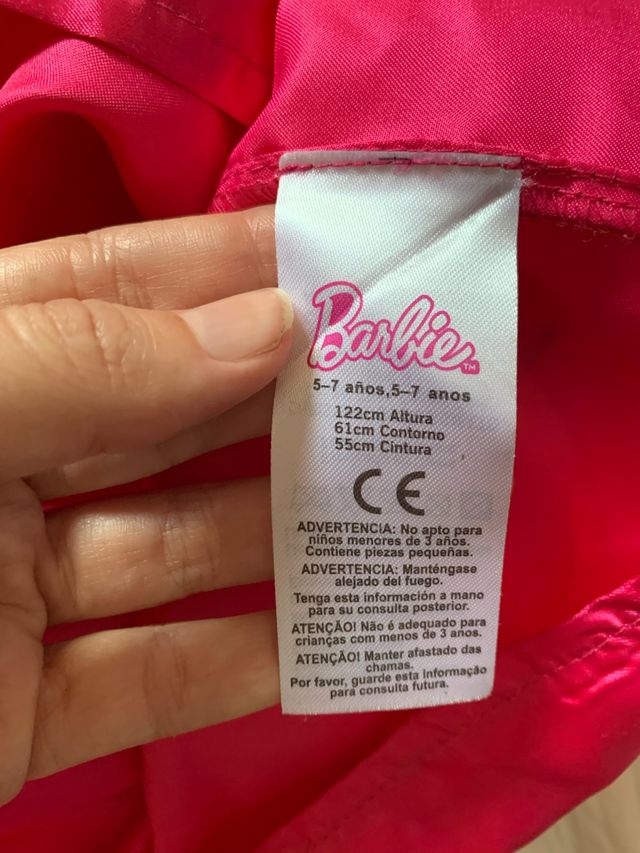 Barbie™
5–7 años,5–7 anos
122cm Altura
61cm Contorno
55cm Cintura
CE
ADVERTENCIA: No apto para
niños menores de 3 años.
Contiene piezas pequeñas.
ADVERTENCIA: Manténgase
alejado del fuego.
Tenga esta información a mano
para su consulta posterior.
ATENÇÃO! Não é adequado para
crianças com menos de 3 anos.
ATENÇÃO! Manter afastado das
chamas.
Por favor, guarde esta informação
para consulta futura.